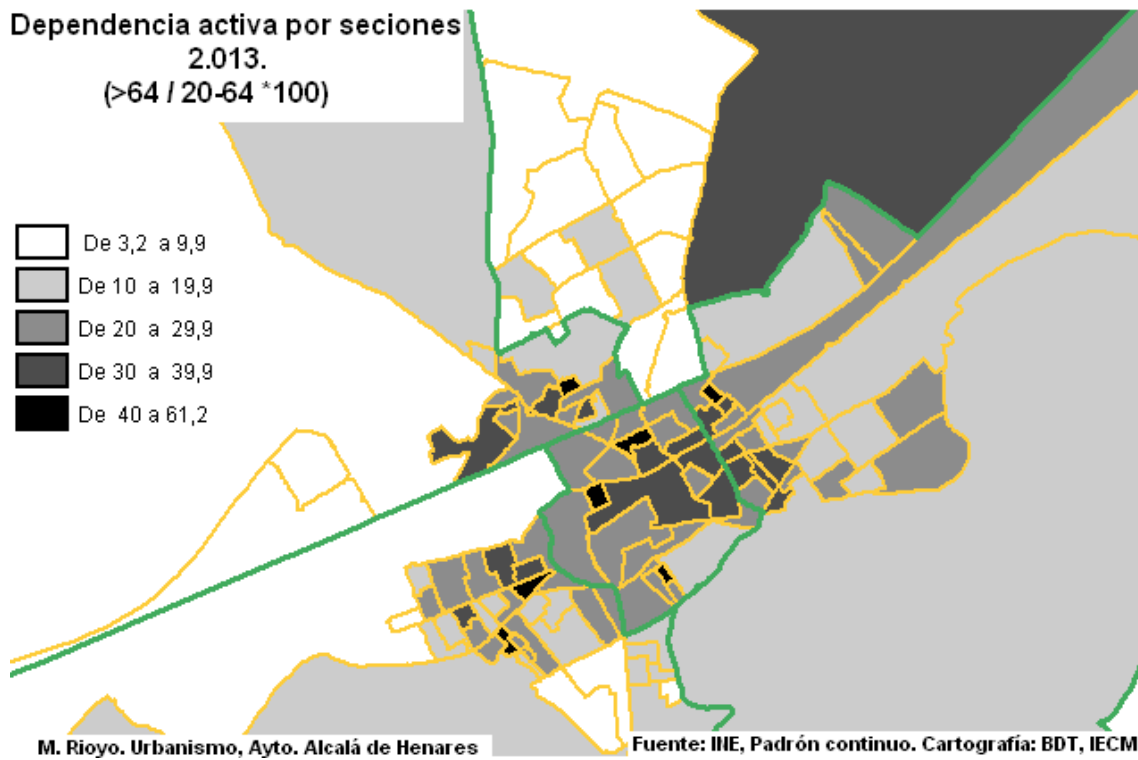 Dependencia activa por seciones
2.013.
(>64 / 20-64 *100)
De 3,2 a 9,9
De 10 a 19,9
De 20 a 29,9
De 30 a 39,9
De 40 a 61,2
M. Rioyo. Urbanismo, Ayto. Alcalá de Henares
Fuente: INE, Padrón continuo. Cartografía: BDT, IECM